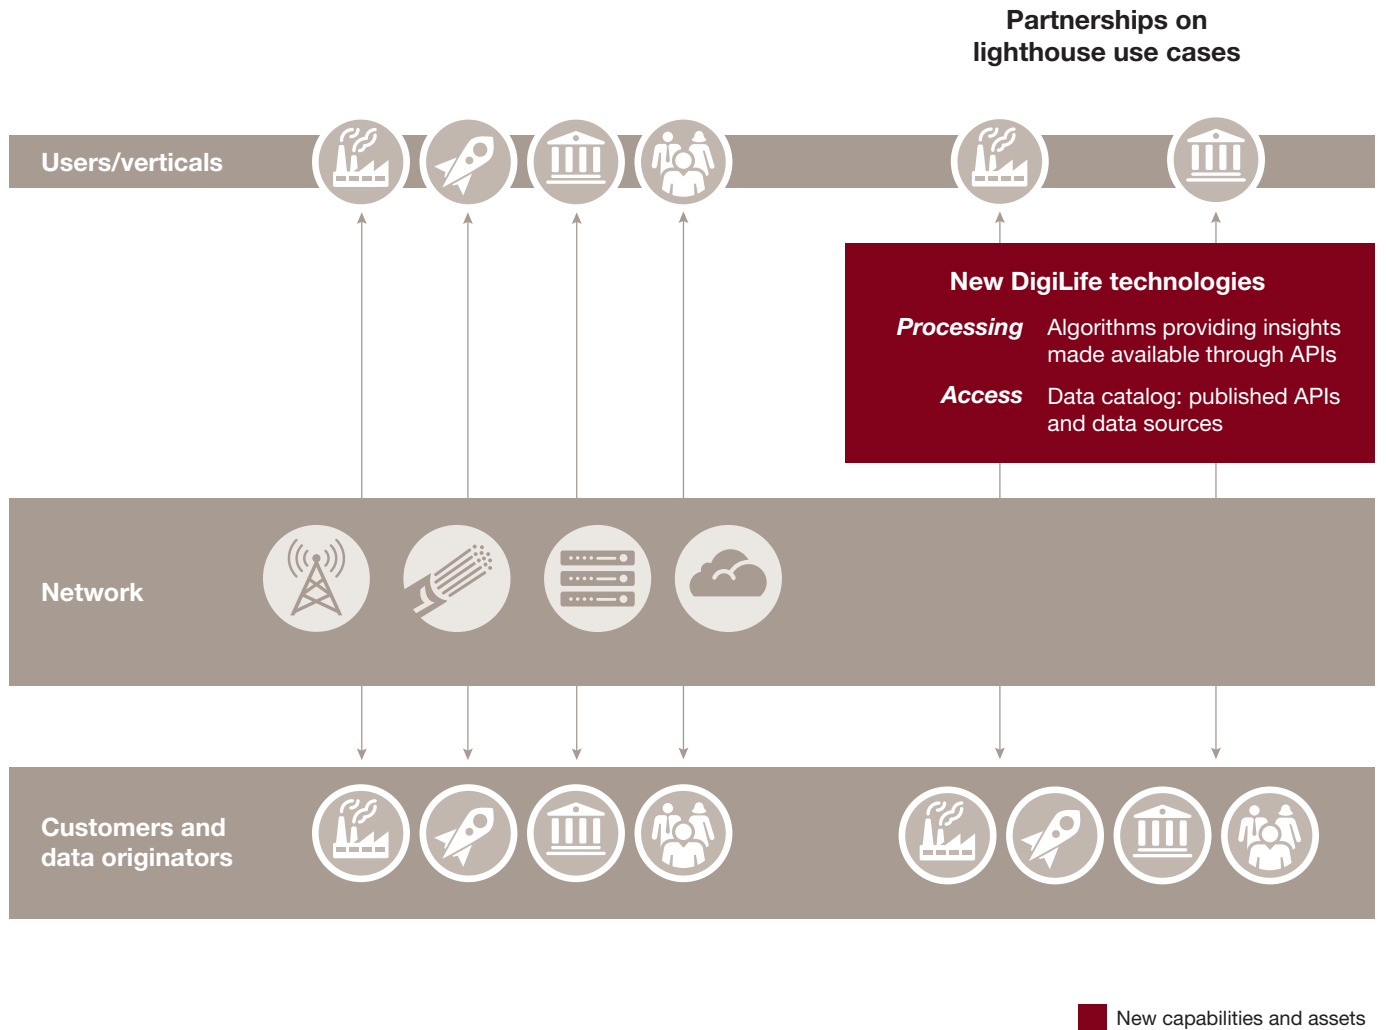 Partnerships on
lighthouse use cases
Users/verticals
New DigiLife technologies
Processing Algorithms providing insights
made available through APIs
Access Data catalog: published APIs
and data sources
Network
Customers and
data originators
New capabilities and assets